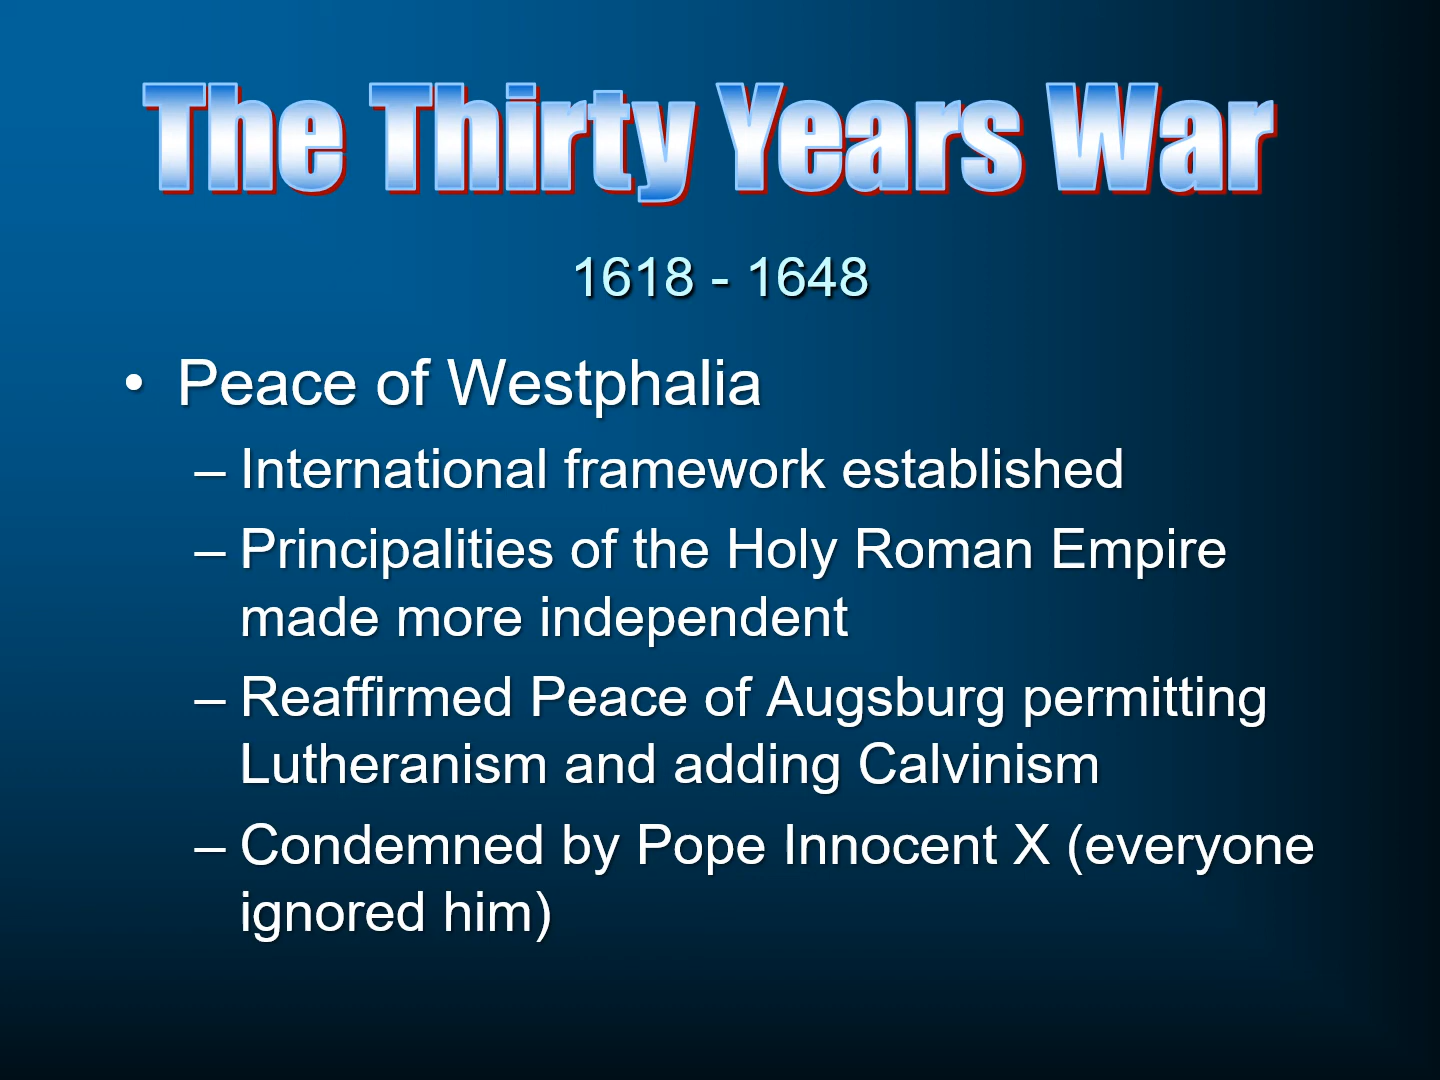 The Thirty Years War
1618 - 1648
• Peace of Westphalia
– International framework established
– Principalities of the Holy Roman Empire
made more independent
– Reaffirmed Peace of Augsburg permitting
Lutheranism and adding Calvinism
– Condemned by Pope Innocent X (everyone
ignored him)